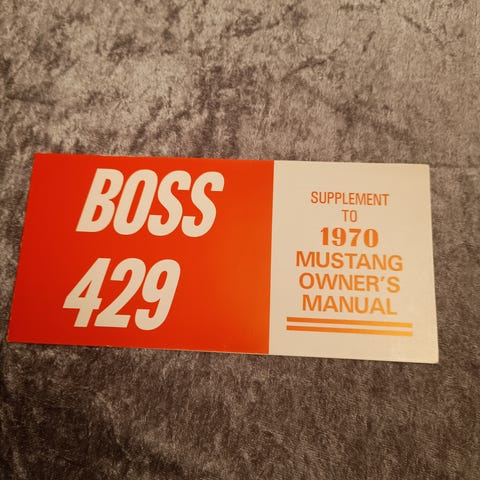 BOSS
429
SUPPLEMENT
TO
1970
MUSTANG
OWNER'S
MANUAL